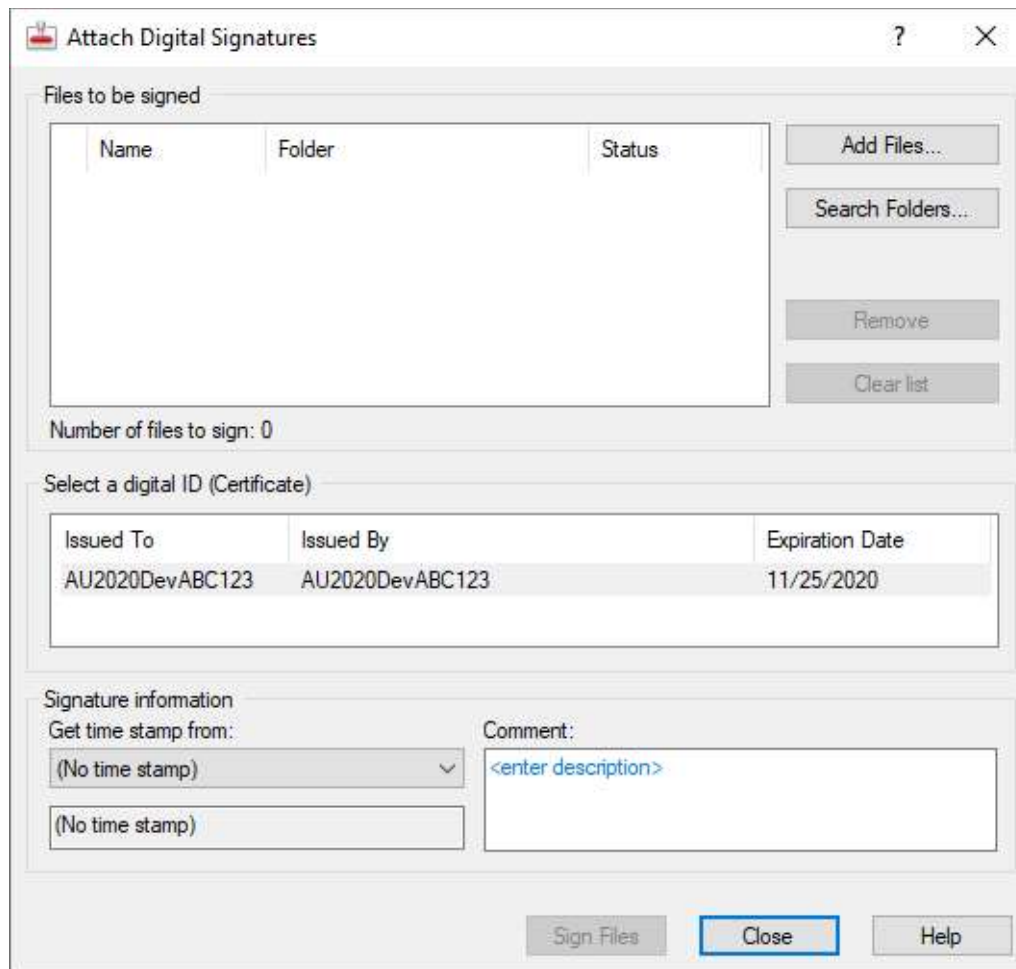 Attach Digital Signatures ? X
Files to be signed
Name Folder Status
Add Files...
Search Folders...
Remove
Clear list
Number of files to sign: 0
Select a digital ID (Certificate)
Issued To Issued By Expiration Date
AU2020DevABC123 AU2020DevABC123 11/25/2020
Signature information
Get time stamp from: Comment:
(No time stamp) <enter description>
(No time stamp)
Sign Files Close Help